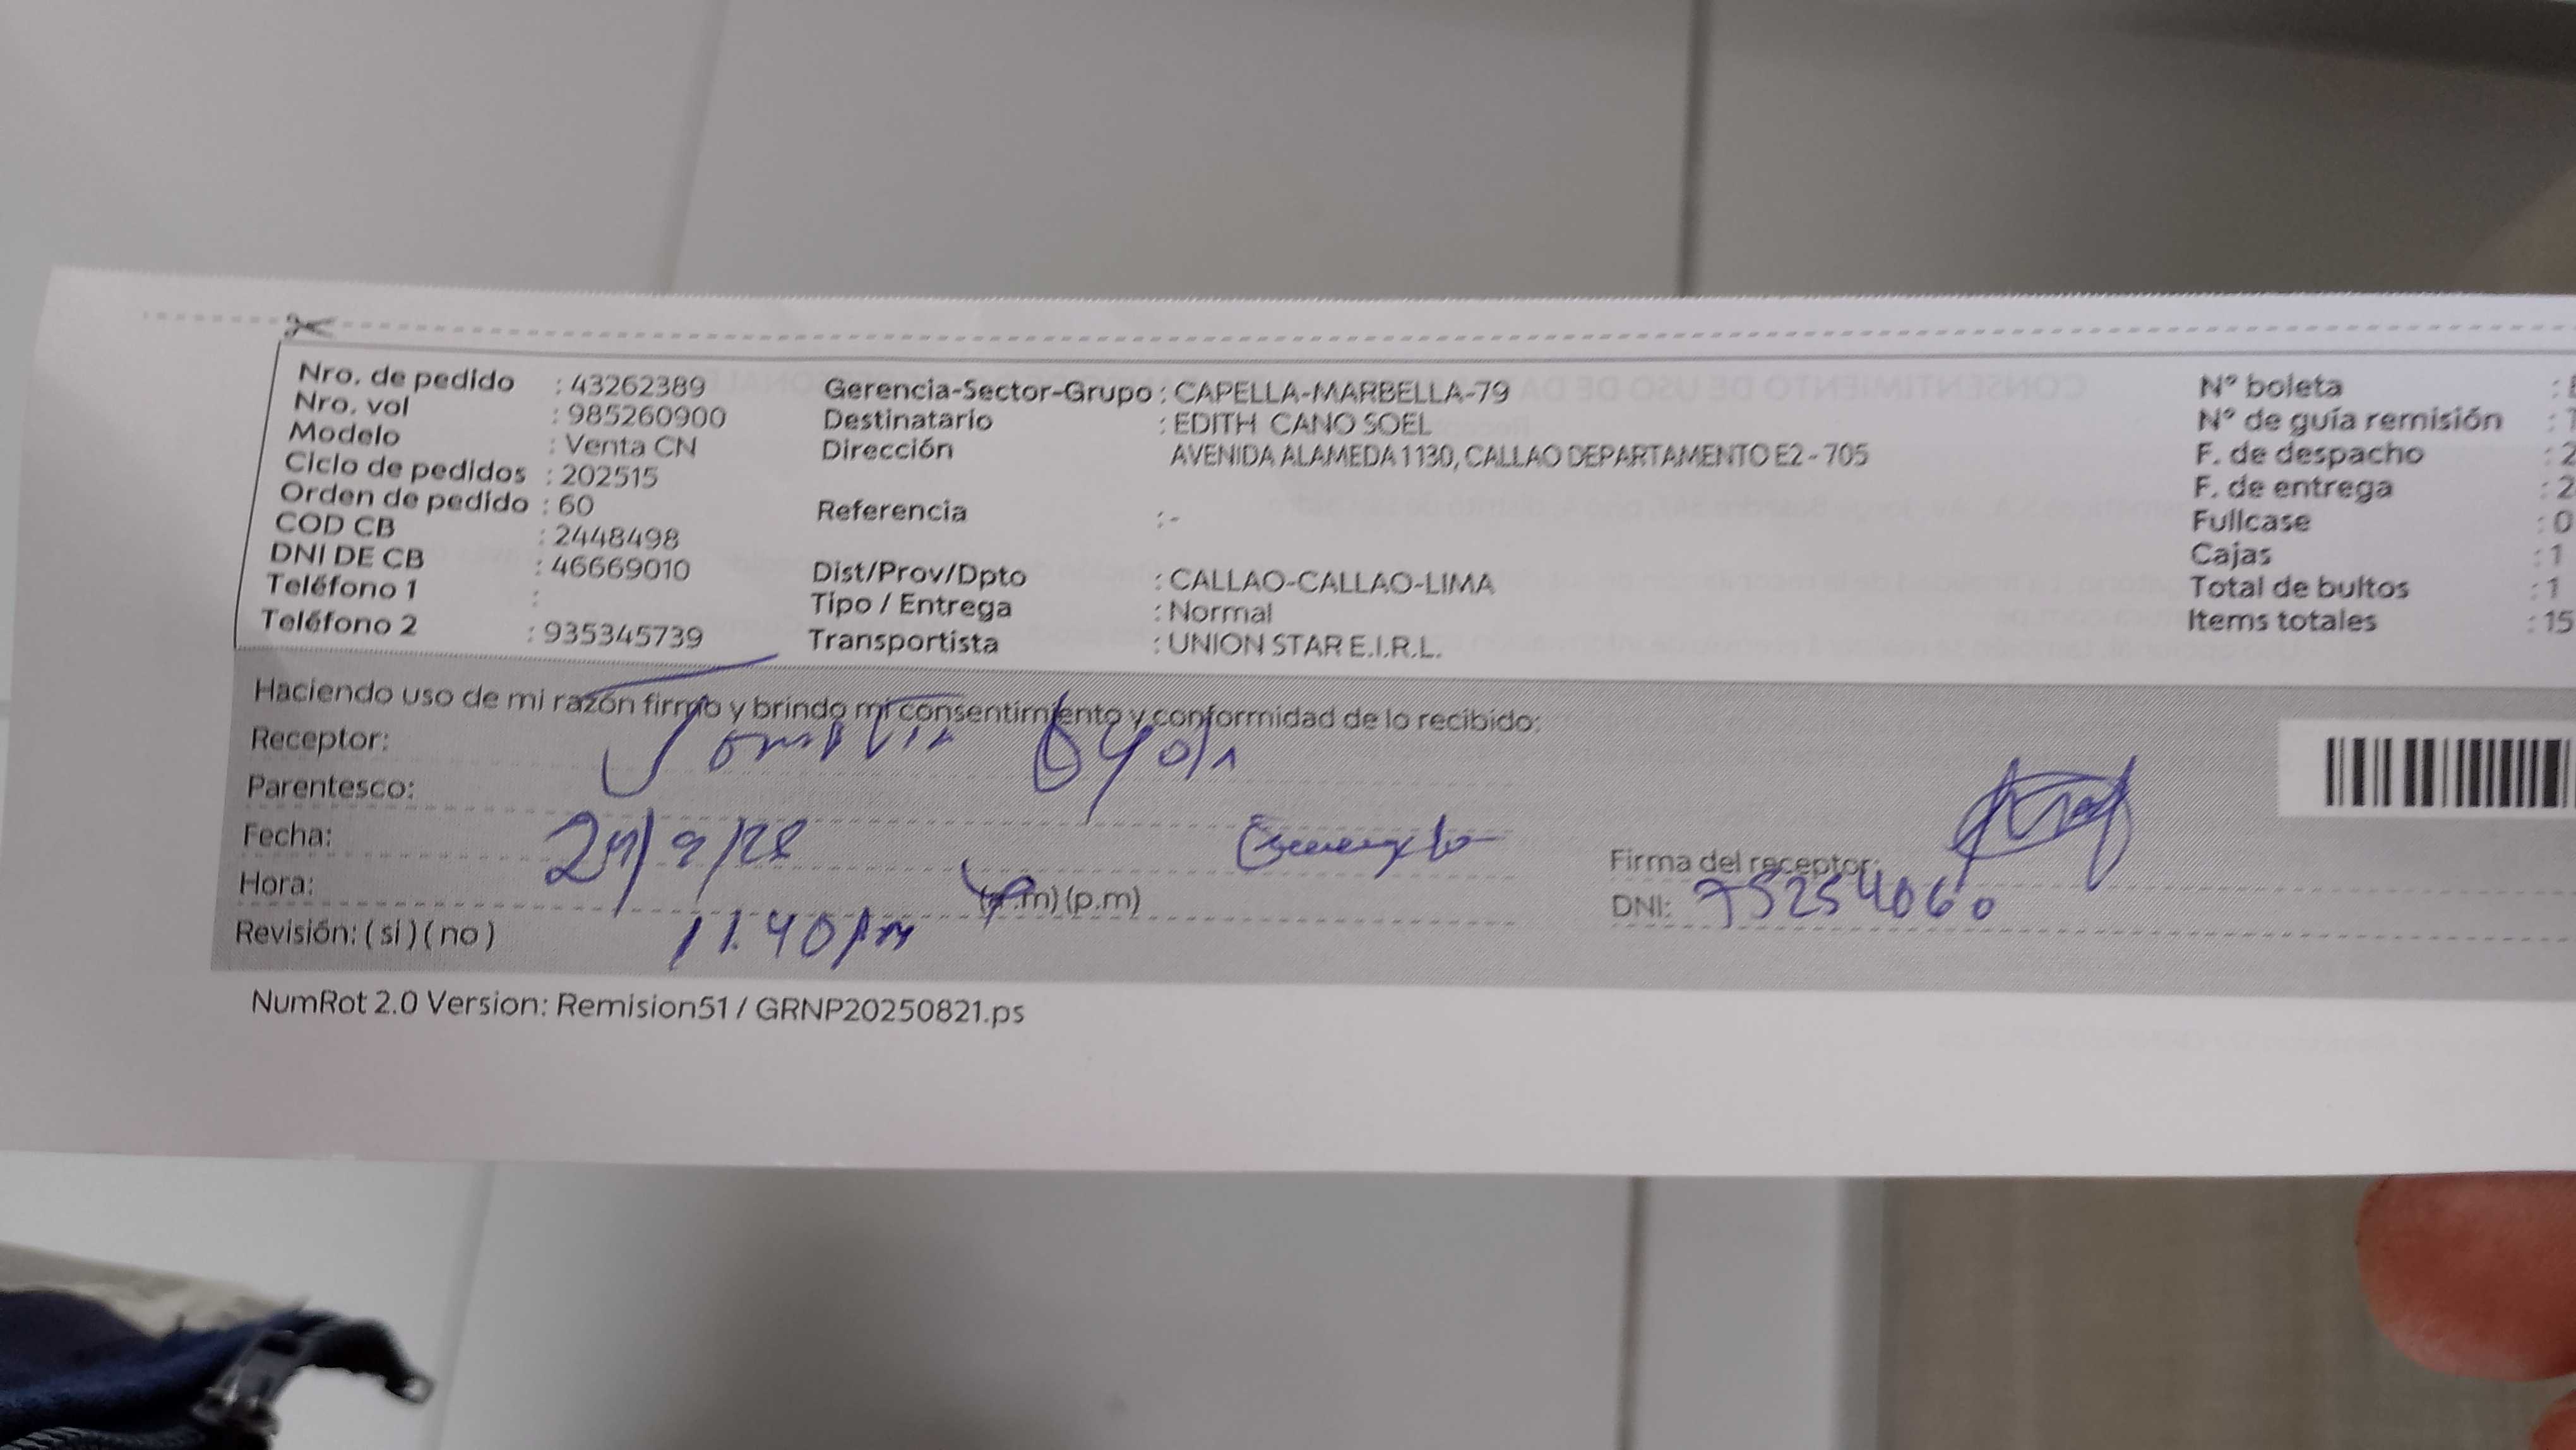 Nro. de pedido : 43262389
Nro. vol : 985260900
Modelo : Venta CN
Ciclo de pedidos : 202515
Orden de pedido : 60
COD CB : 2448498
DNI DE CB : 46669010
Teléfono 1 :
Teléfono 2 : 935345739
Gerencia-Sector-Grupo : CAPELLA-MARBELLA-79
Destinatario : EDITH CANO SOEL
Dirección AVENIDA ALAMEDA 1130, CALLAO DEPARTAMENTO E2 - 705
Referencia : -
Dist/Prov/Dpto : CALLAO-CALLAO-LIMA
Tipo / Entrega : Normal
Transportista : UNION STAR E.I.R.L.
N° boleta :
N° de guía remisión :
F. de despacho : 2
F. de entrega : 2
Fullcase : 0
Cajas : 1
Total de bultos : 1
Items totales : 15
Haciendo uso de mi razón firmo y brindo mi consentimiento y conformidad de lo recibido:
Receptor:
Parentesco:
Fecha:
Hora: (a.m) (p.m)
Revisión: ( si ) ( no ) 11.40
Firma del receptor:
DNI: 75254060
NumRot 2.0 Version: Remision51 / GRNP20250821.ps